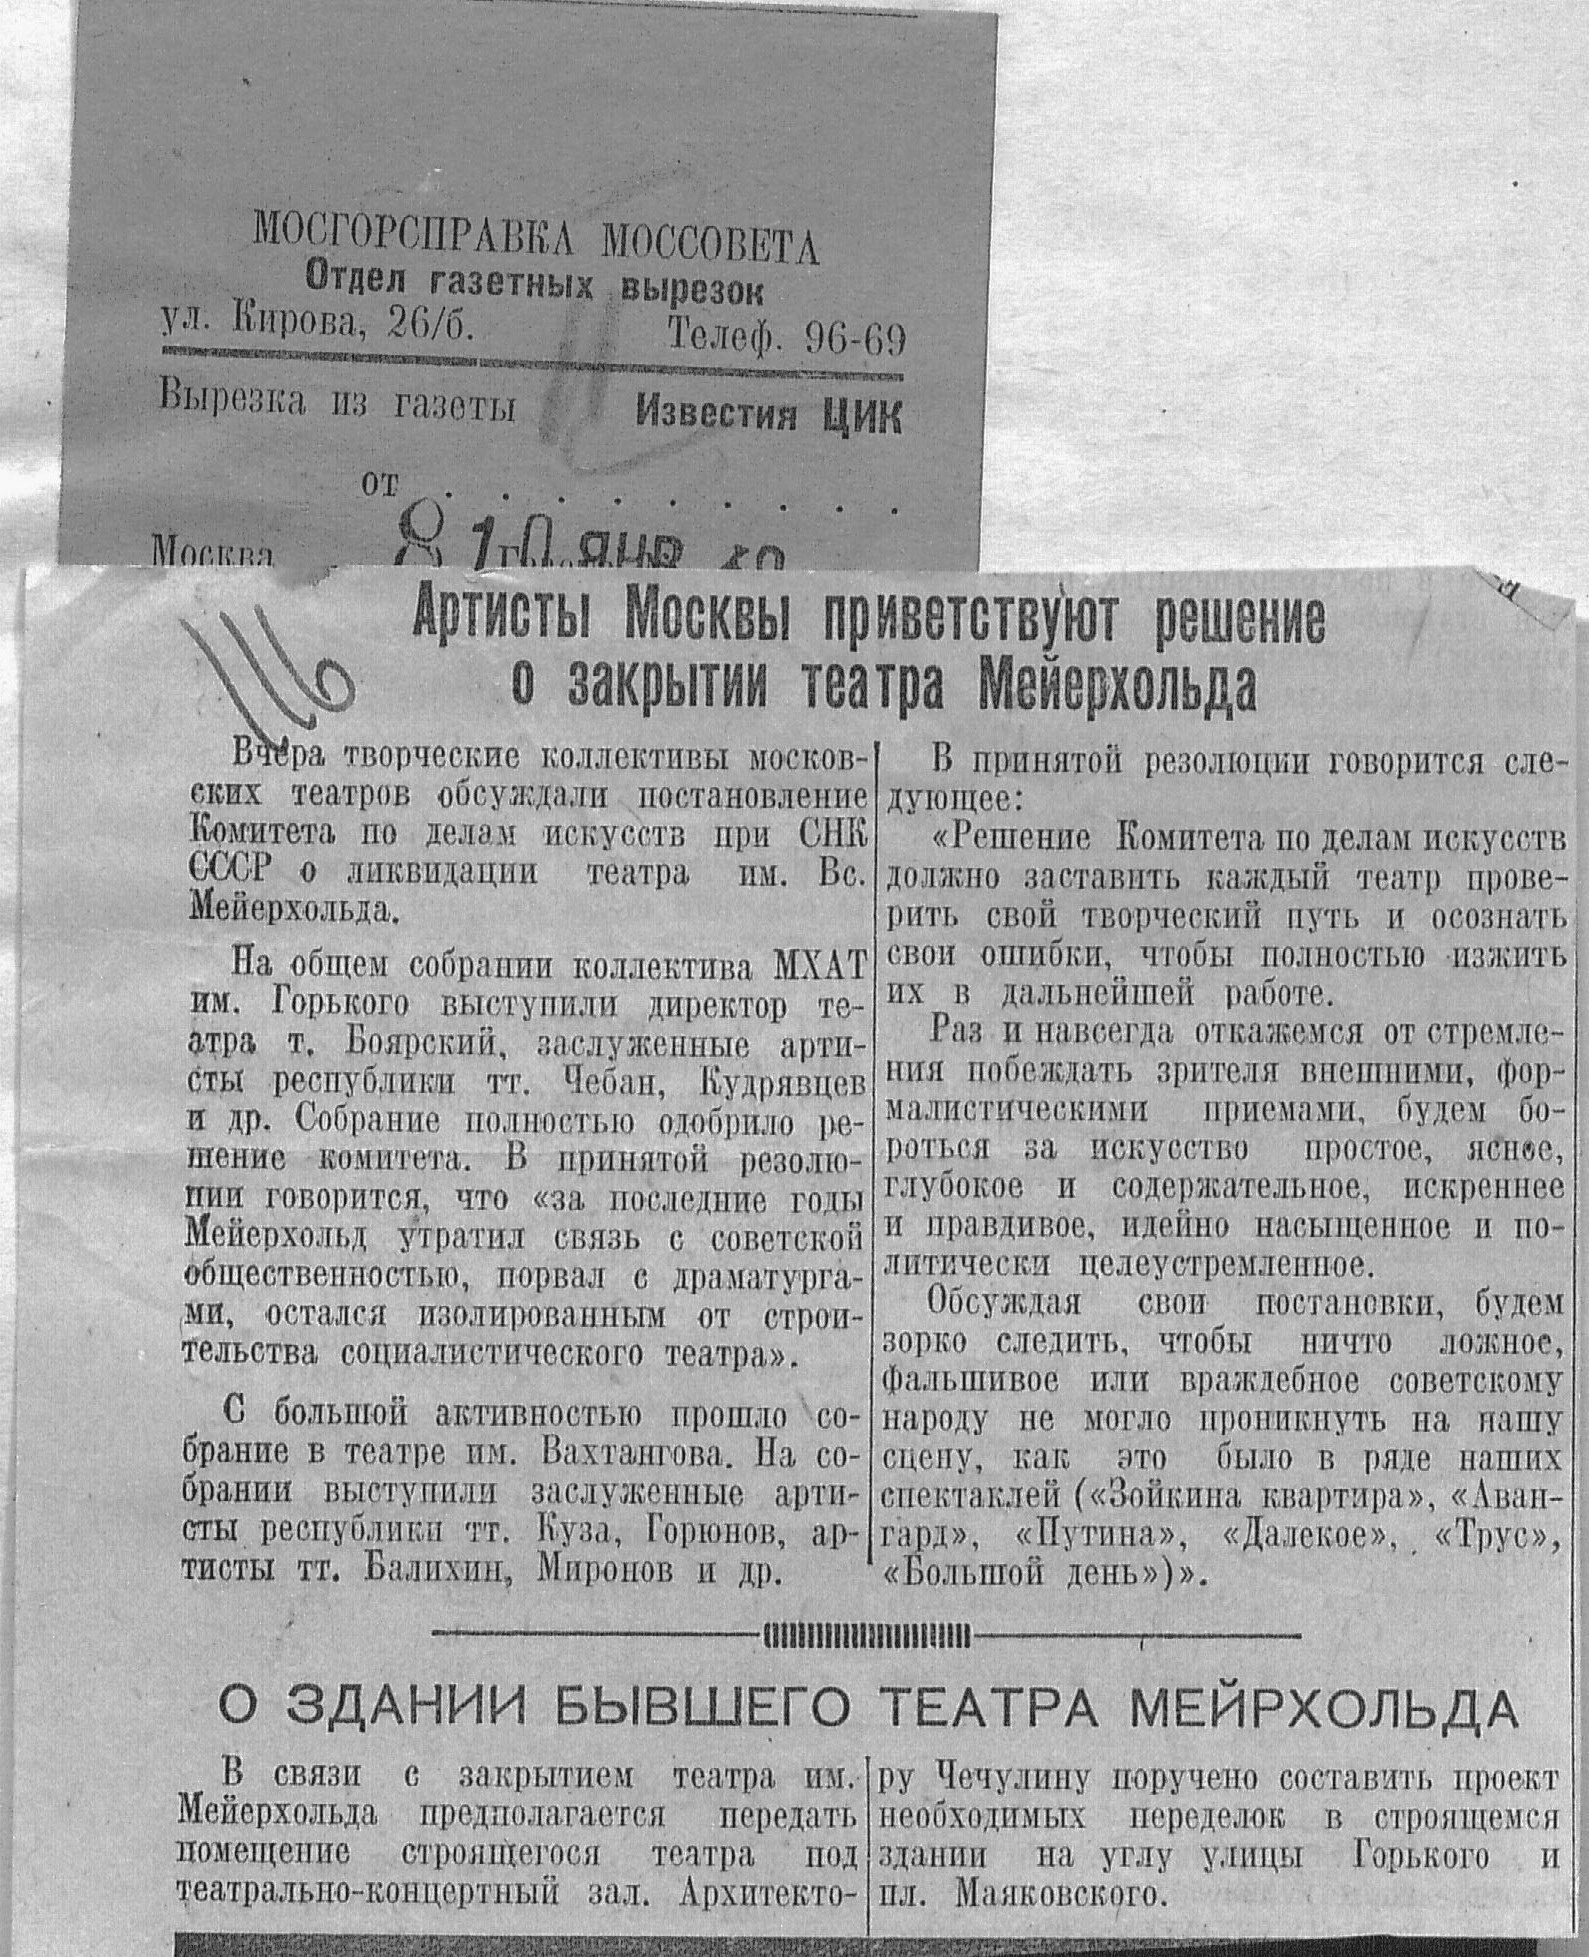 МОСГОРСПРАВКА МОССОВЕТА
Отдел газетных вырезок
ул. Кирова, 26/б. Телеф. 96-69
Вырезка из газеты Известия ЦИК
от . . . . . . . . .
Москва 8 10 ЯНВ
116
Артисты Москвы приветствуют решение
о закрытии театра Мейерхольда
Вчера творческие коллективы москов-
ских театров обсуждали постановление
Комитета по делам искусств при СНК
СССР о ликвидации театра им. Вс.
Мейерхольда.
На общем собрании коллектива МХАТ
им. Горького выступили директор те-
атра т. Боярский, заслуженные арти-
сты республики тт. Чебан, Кудрявцев
и др. Собрание полностью одобрило ре-
шение комитета. В принятой резолю-
ции говорится, что «за последние годы
Мейерхольд утратил связь с советской
общественностью, порвал с драматурга-
ми, остался изолированным от строи-
тельства социалистического театра».
С большой активностью прошло со-
брание в театре им. Вахтангова. На со-
брании выступили заслуженные арти-
сты республики тт. Куза, Горюнов, ар-
тисты тт. Балихин, Миронов и др.
В принятой резолюции говорится сле-
дующее:
«Решение Комитета по делам искусств
должно заставить каждый театр прове-
рить свой творческий путь и осознать
свои ошибки, чтобы полностью изжить
их в дальнейшей работе.
Раз и навсегда откажемся от стремле-
ния побеждать зрителя внешними, фор-
малистическими приемами, будем бо-
роться за искусство простое, ясное,
глубокое и содержательное, искреннее
и правдивое, идейно насыщенное и по-
литически целеустремленное.
Обсуждая свои постановки, будем
зорко следить, чтобы ничто ложное,
фальшивое или враждебное советскому
народу не могло проникнуть на нашу
сцену, как это было в ряде наших
спектаклей («Зойкина квартира», «Аван-
гард», «Путина», «Далекое», «Трус»,
«Большой день»)».
О ЗДАНИИ БЫВШЕГО ТЕАТРА МЕЙРХОЛЬДА
В связи с закрытием театра им.
Мейерхольда предполагается передать
помещение строящегося театра под
театрально-концертный зал. Архитекто-
ру Чечулину поручено составить проект
необходимых переделок в строящемся
здании на углу улицы Горького и
пл. Маяковского.